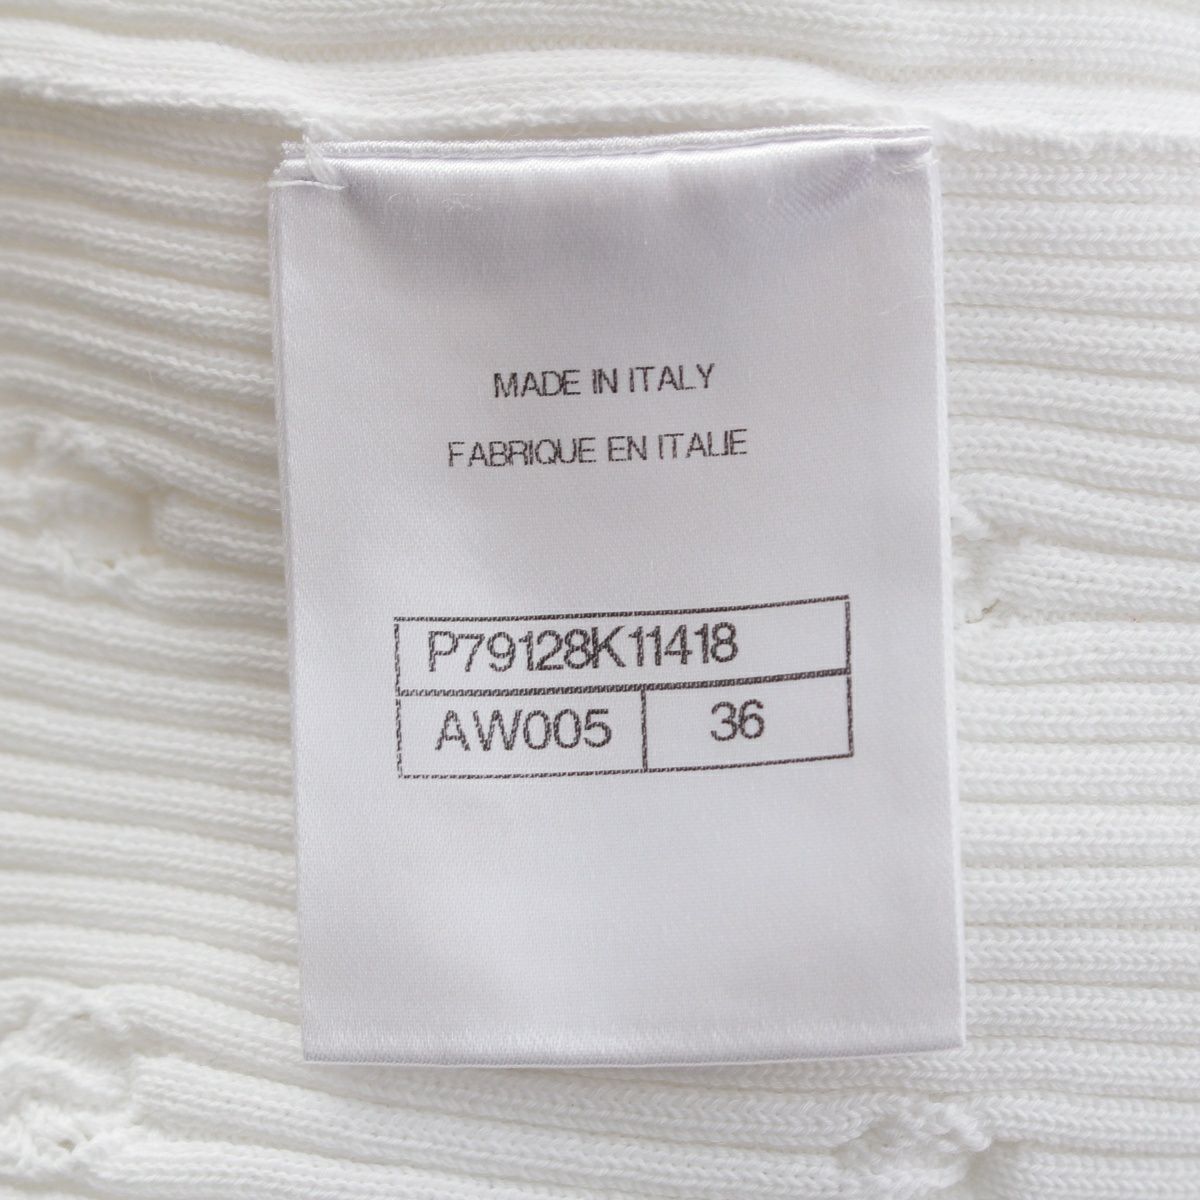 MADE IN ITALY
FABRIQUE EN ITALIE
P79128K11418
AW005 36